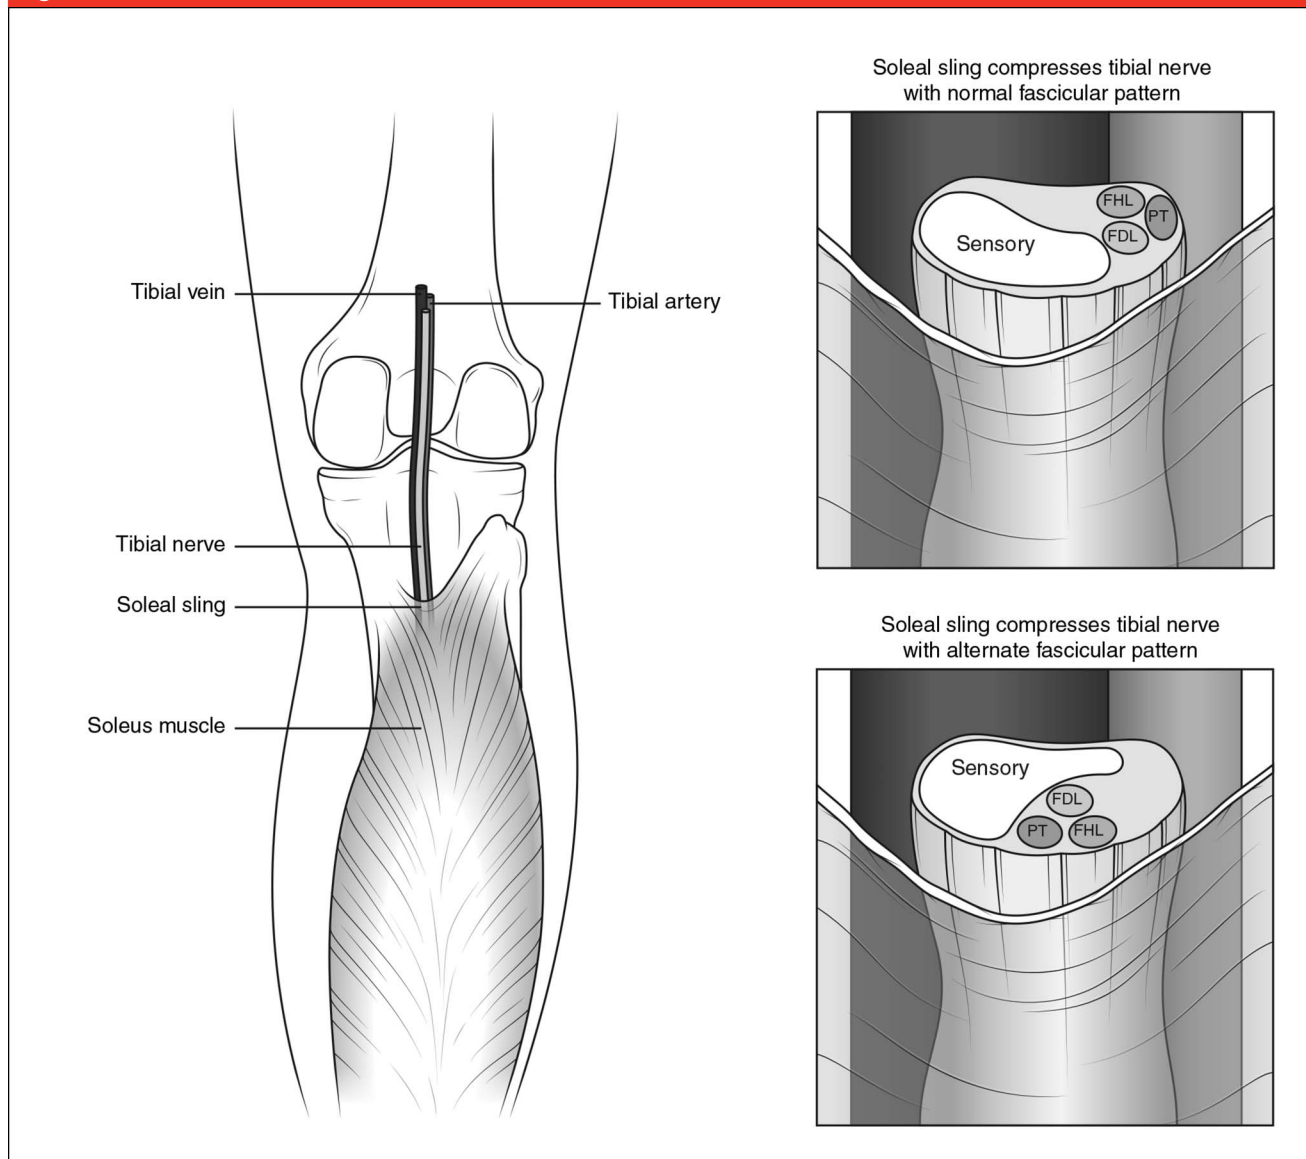 Tibial vein
Tibial artery
Tibial nerve
Soleal sling
Soleus muscle
Soleal sling compresses tibial nerve
with normal fascicular pattern
Sensory
FHL
PT
FDL
Soleal sling compresses tibial nerve
with alternate fascicular pattern
Sensory
FDL
PT
FHL